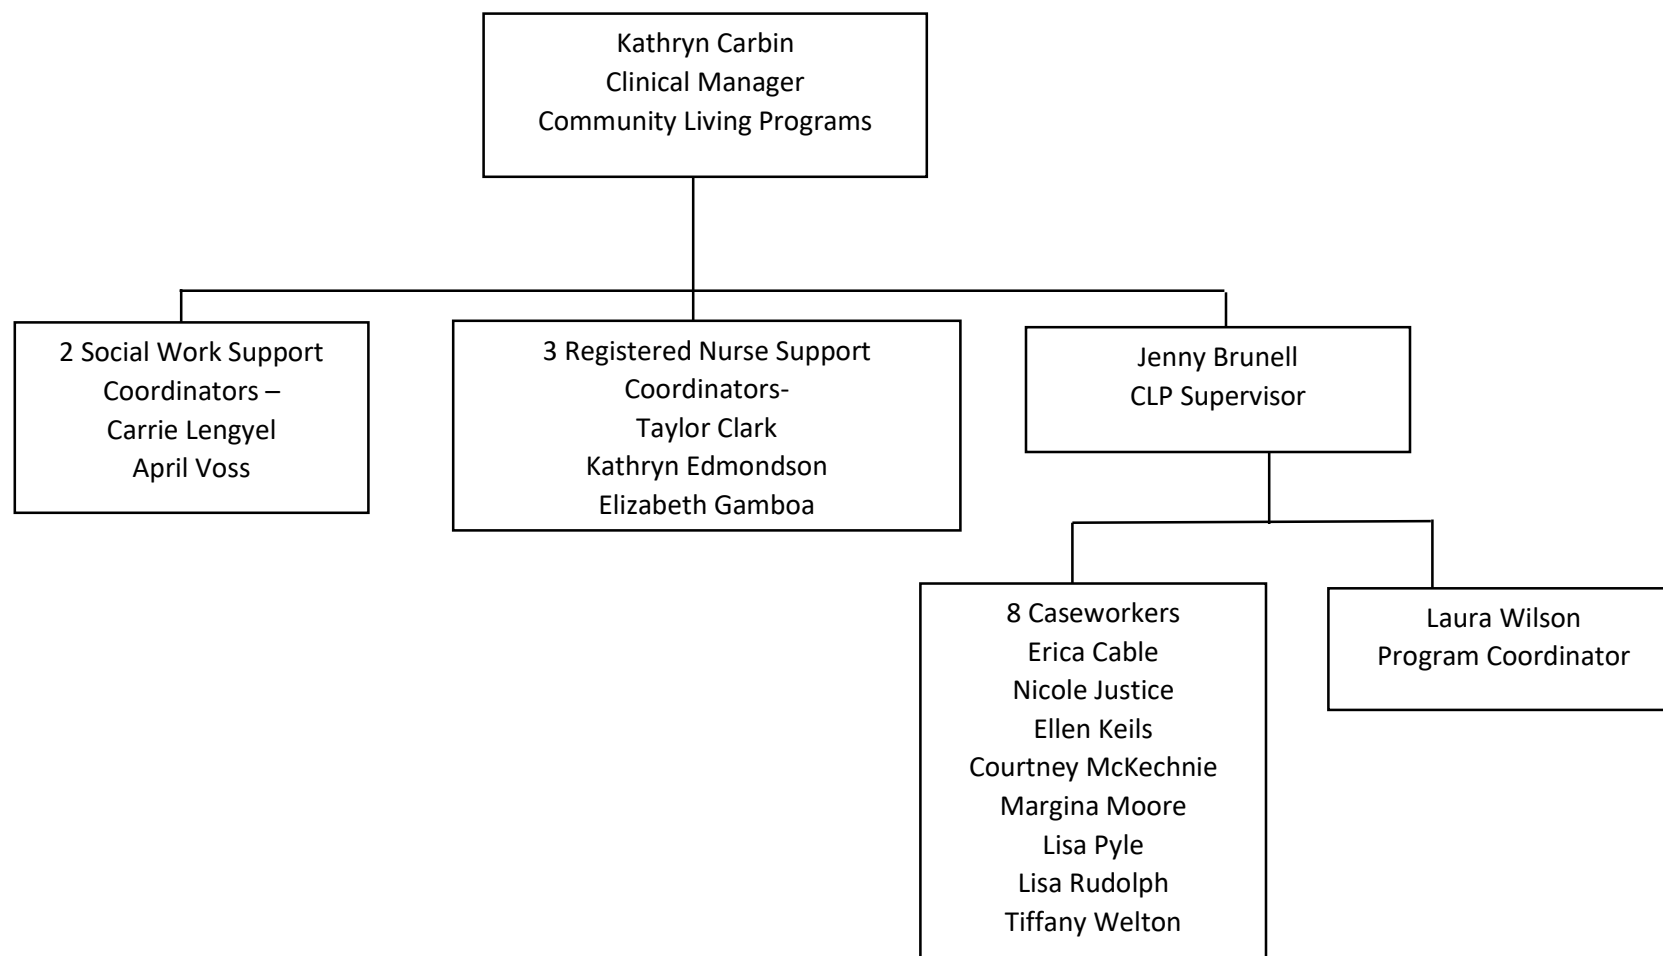 Kathryn Carbin
Clinical Manager
Community Living Programs
2 Social Work Support
Coordinators –
Carrie Lengyel
April Voss
3 Registered Nurse Support
Coordinators-
Taylor Clark
Kathryn Edmondson
Elizabeth Gamboa
Jenny Brunell
CLP Supervisor
8 Caseworkers
Erica Cable
Nicole Justice
Ellen Keils
Courtney McKechnie
Margina Moore
Lisa Pyle
Lisa Rudolph
Tiffany Welton
Laura Wilson
Program Coordinator